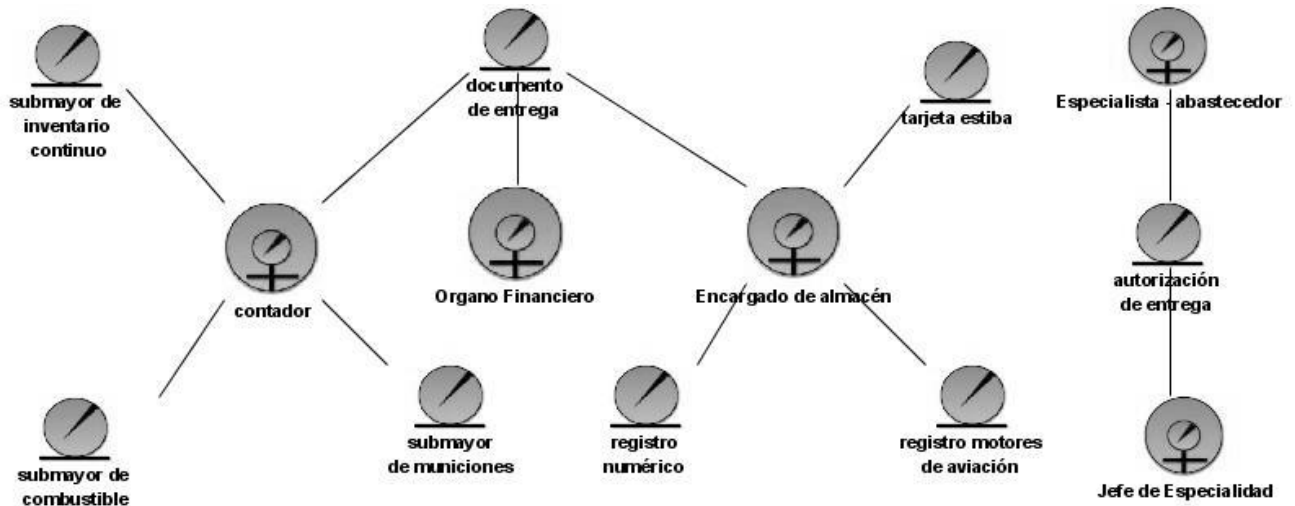 submayor de
inventario
continuo
documento
de entrega
tarjeta estiba
Especialista - abastecedor
contador
Organo Financiero
Encargado de almacén
autorización
de entrega
submayor de
combustible
submayor
de municiones
registro
numérico
registro motores
de aviación
Jefe de Especialidad